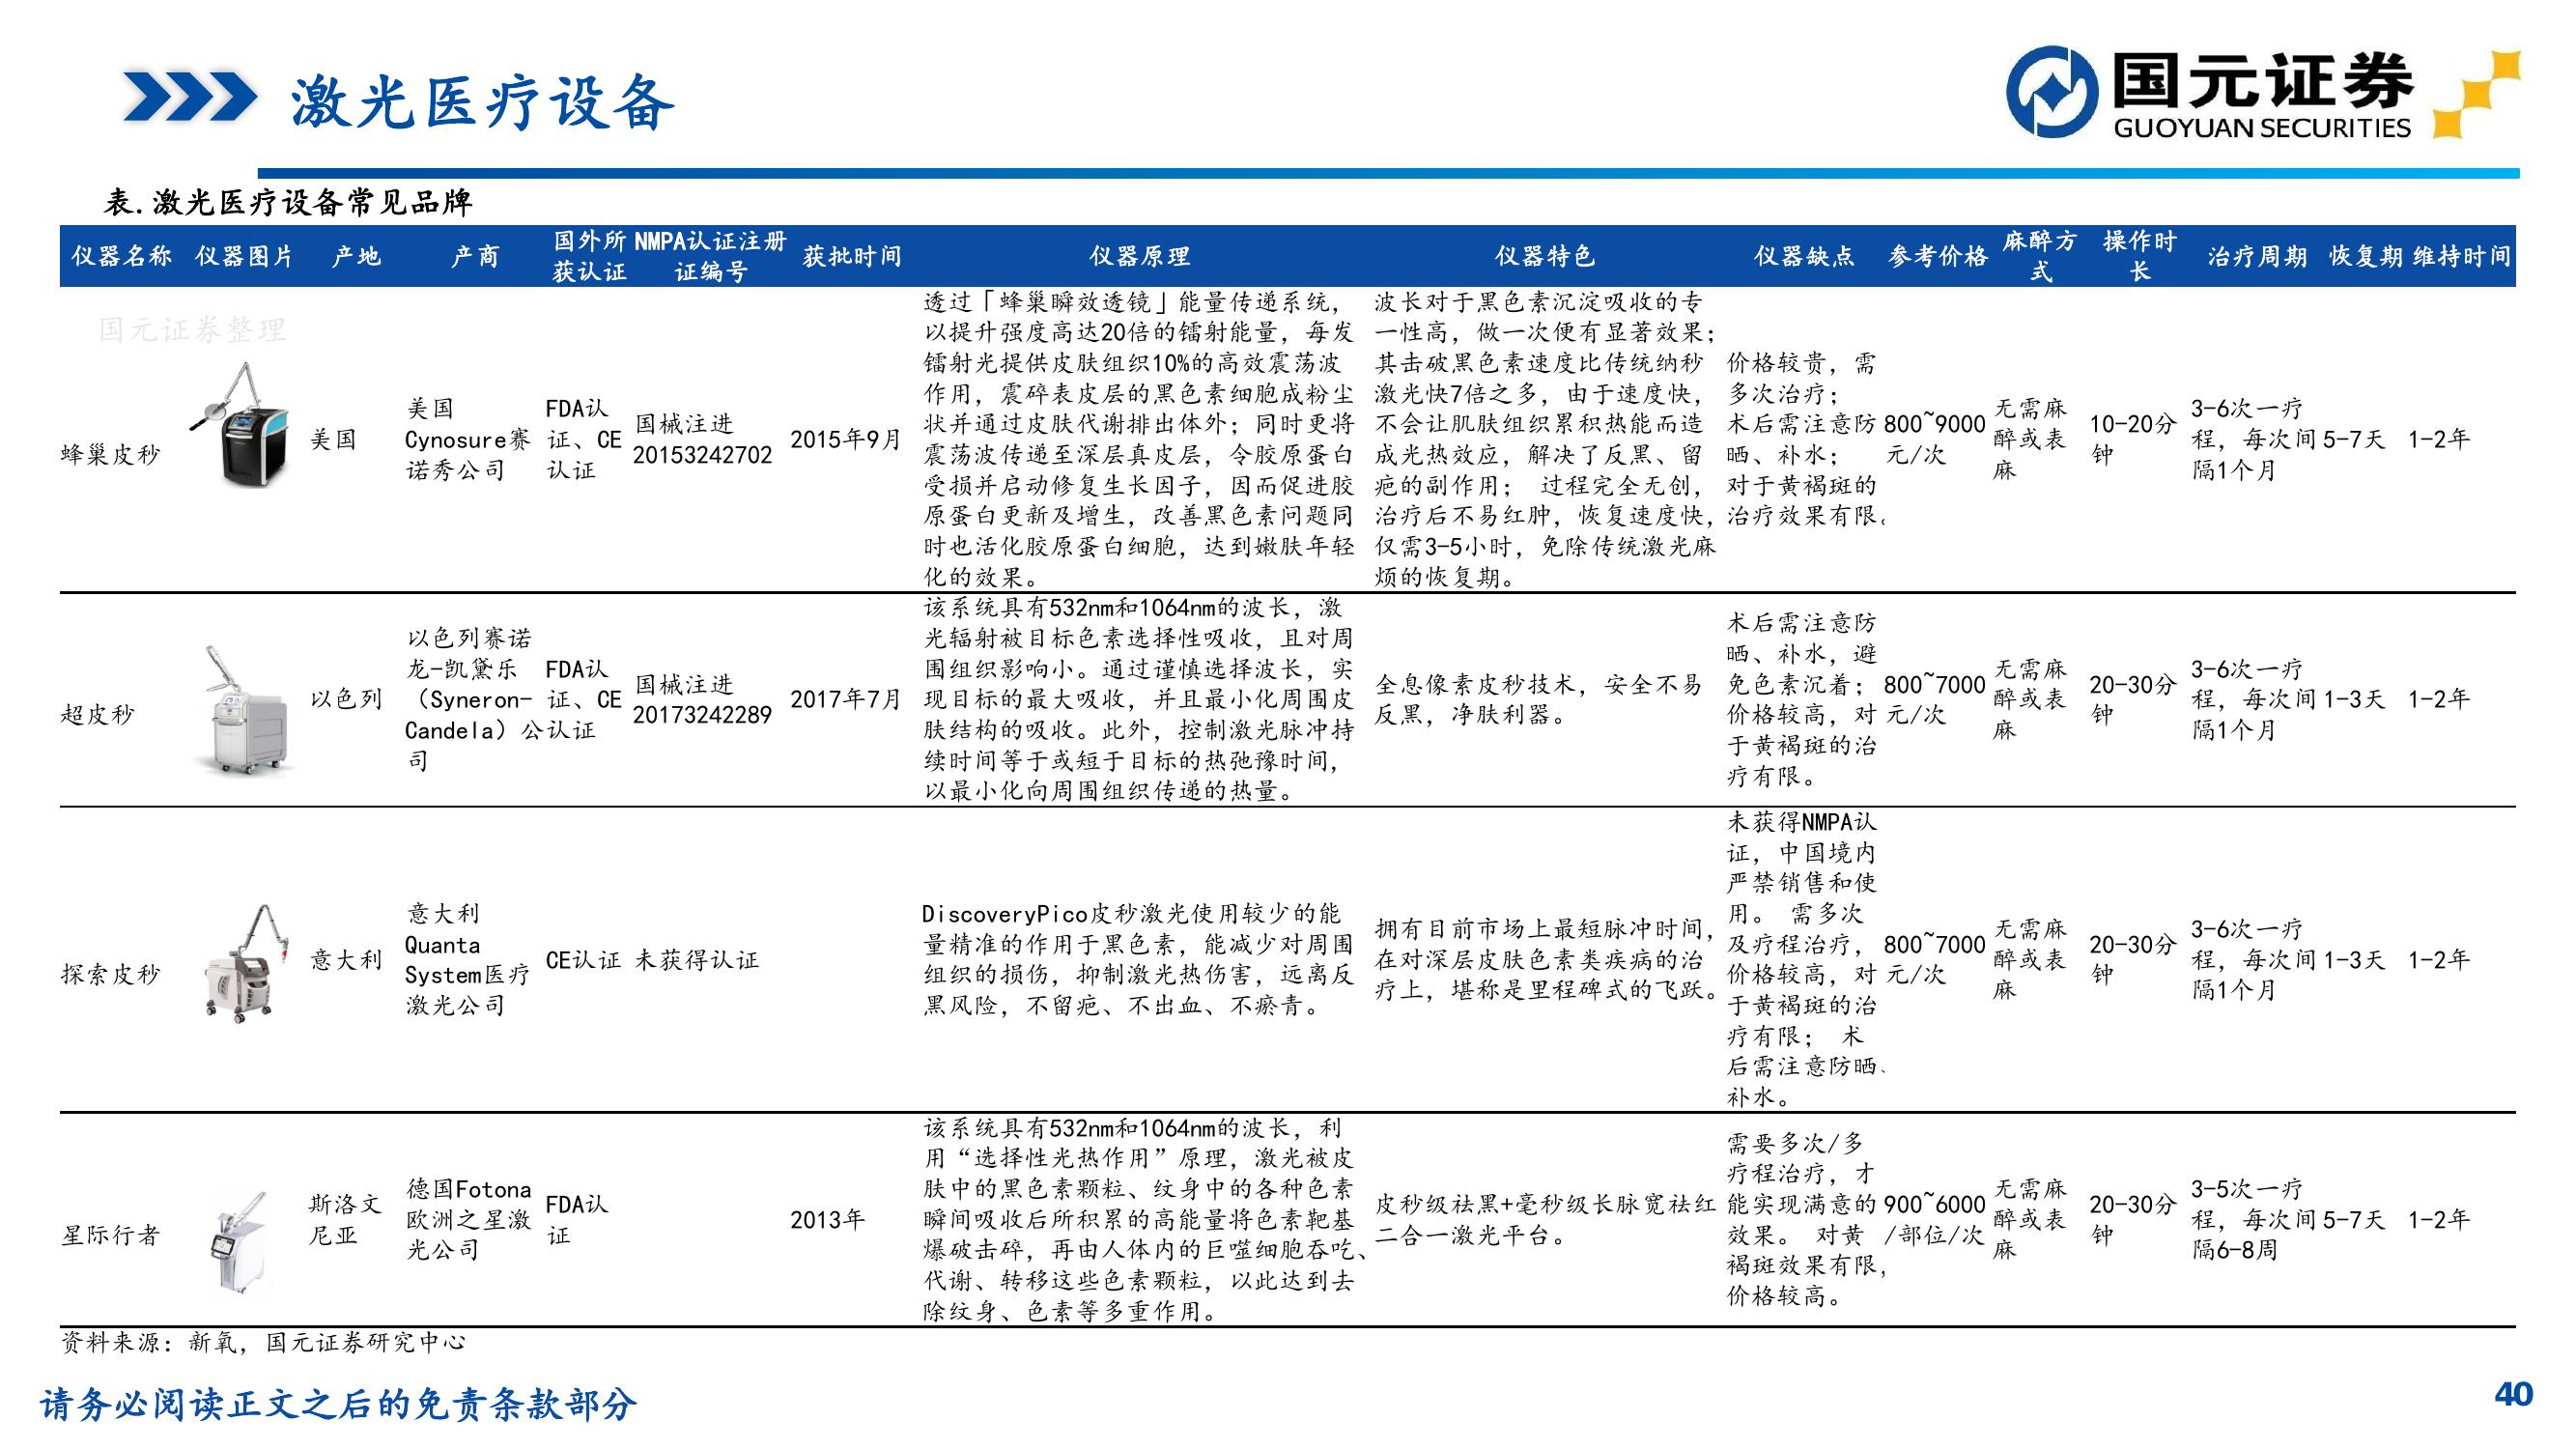 激光医疗设备
国元证券
GUOYUAN SECURITIES
表.激光医疗设备常见品牌
仪器名称 仪器图片 产地 产商 国外所获认证 NMPA认证注册证编号 获批时间 仪器原理 仪器特色 仪器缺点 参考价格 麻醉方式 操作时长 治疗周期 恢复期 维持时间
国元证券整理
蜂巢皮秒
美国
美国
Cynosure赛
诺秀公司
FDA认
证、CE
认证
国械注进
20153242702
2015年9月
透过「蜂巢瞬效透镜」能量传递系统，
以提升强度高达20倍的镭射能量，每发
镭射光提供皮肤组织10%的高效震荡波
作用，震碎表皮层的黑色素细胞成粉尘
状并通过皮肤代谢排出体外；同时更将
震荡波传递至深层真皮层，令胶原蛋白
受损并启动修复生长因子，因而促进胶
原蛋白更新及增生，改善黑色素问题同
时也活化胶原蛋白细胞，达到嫩肤年轻
化的效果。
波长对于黑色素沉淀吸收的专
一性高，做一次便有显著效果；
其击破黑色素速度比传统纳秒
激光快7倍之多，由于速度快，
不会让肌肤组织累积热能而造
成光热效应，解决了反黑、留
疤的副作用； 过程完全无创，
治疗后不易红肿，恢复速度快，
仅需3-5小时，免除传统激光麻
烦的恢复期。
价格较贵，需
多次治疗；
术后需注意防
晒、补水；
对于黄褐斑的
治疗效果有限。
800~9000
元/次
无需麻
醉或表
麻
10-20分
钟
3-6次一疗
程，每次间
隔1个月
5-7天
1-2年
超皮秒
以色列
以色列赛诺
龙-凯黛乐
（Syneron-
Candela）公
司
FDA认
证、CE
认证
国械注进
20173242289
2017年7月
该系统具有532nm和1064nm的波长，激
光辐射被目标色素选择性吸收，且对周
围组织影响小。通过谨慎选择波长，实
现目标的最大吸收，并且最小化周围皮
肤结构的吸收。此外，控制激光脉冲持
续时间等于或短于目标的热弛豫时间，
以最小化向周围组织传递的热量。
全息像素皮秒技术，安全不易
反黑，净肤利器。
术后需注意防
晒、补水，避
免色素沉着；
价格较高，对
于黄褐斑的治
疗有限。
800~7000
元/次
无需麻
醉或表
麻
20-30分
钟
3-6次一疗
程，每次间
隔1个月
1-3天
1-2年
探索皮秒
意大利
意大利
Quanta
System医疗
激光公司
CE认证
未获得认证
DiscoveryPico皮秒激光使用较少的能
量精准的作用于黑色素，能减少对周围
组织的损伤，抑制激光热伤害，远离反
黑风险，不留疤、不出血、不瘀青。
拥有目前市场上最短脉冲时间，
在对深层皮肤色素类疾病的治
疗上，堪称是里程碑式的飞跃。
未获得NMPA认
证，中国境内
严禁销售和使
用。 需多次
及疗程治疗，
价格较高，对
于黄褐斑的治
疗有限； 术
后需注意防晒、
补水。
800~7000
元/次
无需麻
醉或表
麻
20-30分
钟
3-6次一疗
程，每次间
隔1个月
1-3天
1-2年
星际行者
斯洛文
尼亚
德国Fotona
欧洲之星激
光公司
FDA认
证
2013年
该系统具有532nm和1064nm的波长，利
用“选择性光热作用”原理，激光被皮
肤中的黑色素颗粒、纹身中的各种色素
瞬间吸收后所积累的高能量将色素靶基
爆破击碎，再由人体内的巨噬细胞吞吃、
代谢、转移这些色素颗粒，以此达到去
除纹身、色素等多重作用。
皮秒级祛黑+毫秒级长脉宽祛红
二合一激光平台。
需要多次/多
疗程治疗，才
能实现满意的
效果。 对黄
褐斑效果有限，
价格较高。
900~6000
/部位/次
无需麻
醉或表
麻
20-30分
钟
3-5次一疗
程，每次间
隔6-8周
5-7天
1-2年
资料来源：新氧，国元证券研究中心
请务必阅读正文之后的免责条款部分
40